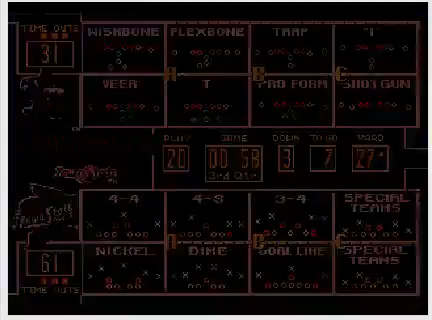 TIME OUTS
31
WISHBONE FLEXBONE TRAP "I"
A B C
VEER T PRO FORM SHOTGUN
PLAY GAME DOWN TO GO YARD
20 00 58 3 7 27
3rd Qtr
4-4 4-3 3-4 SPECIAL TEAMS
NICKEL DIME GOAL LINE SPECIAL TEAMS
61
TIME OUTS